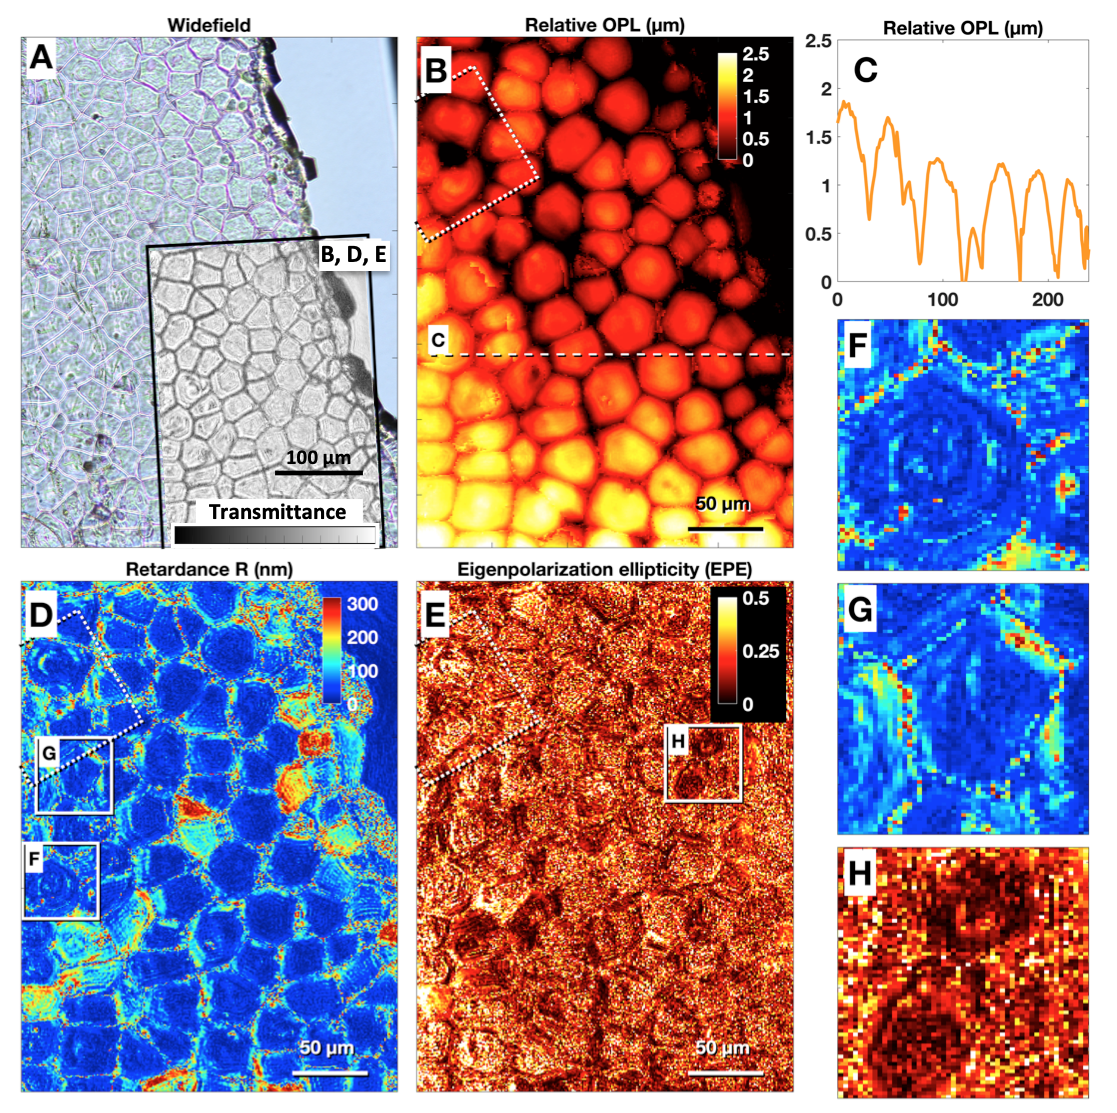 Widefield
A
B, D, E
100 µm
Transmittance
Relative OPL (µm)
B
2.5
2
1.5
1
0.5
0
C
50 µm
Relative OPL (µm)
C
2.5
2
1.5
1
0.5
0
0
100
200
F
G
H
Retardance R (nm)
D
300
200
100
0
G
F
50 µm
Eigenpolarization ellipticity (EPE)
E
0.5
0.25
0
H
50 µm